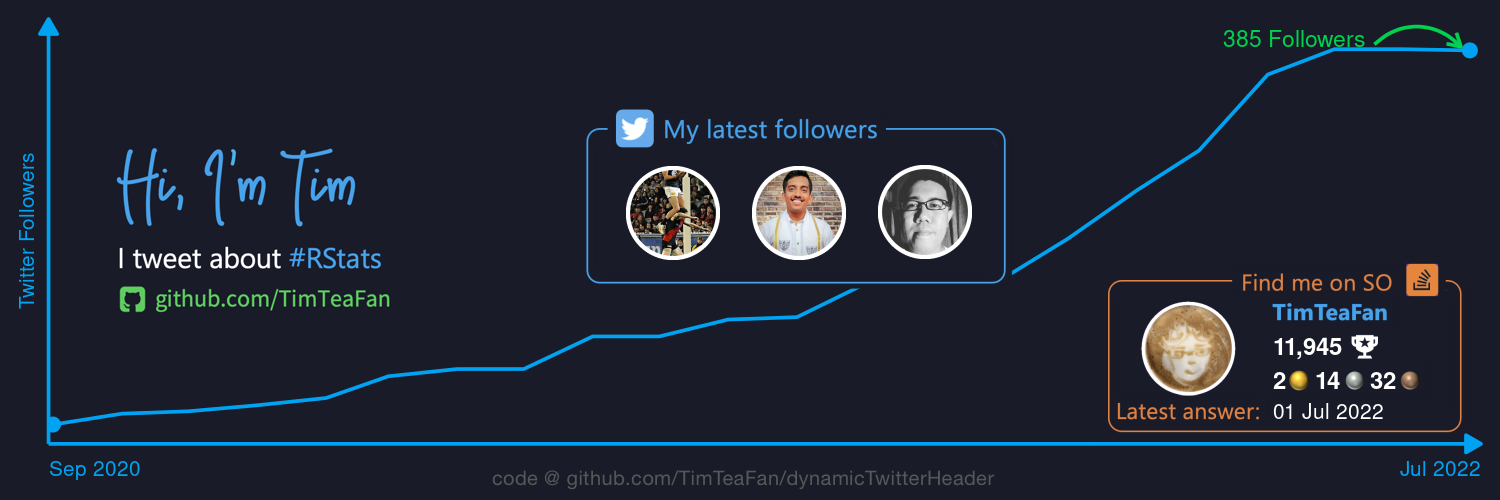 385 Followers
Twitter Followers
Hi, I'm Tim
I tweet about #RStats
github.com/TimTeaFan
My latest followers
Find me on SO
TimTeaFan
11,945
2 14 32
Latest answer: 01 Jul 2022
Sep 2020
Jul 2022
code @ github.com/TimTeaFan/dynamicTwitterHeader